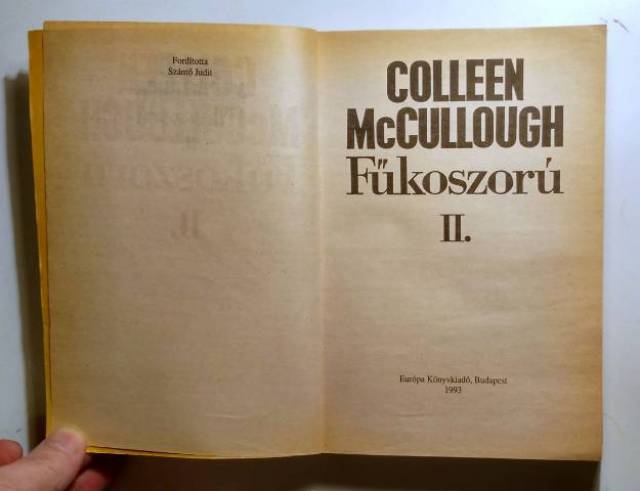 Fordította
Szántó Judit
COLLEEN
McCULLOUGH
Fűkoszorú
II.
Európa Könyvkiadó, Budapest
1993